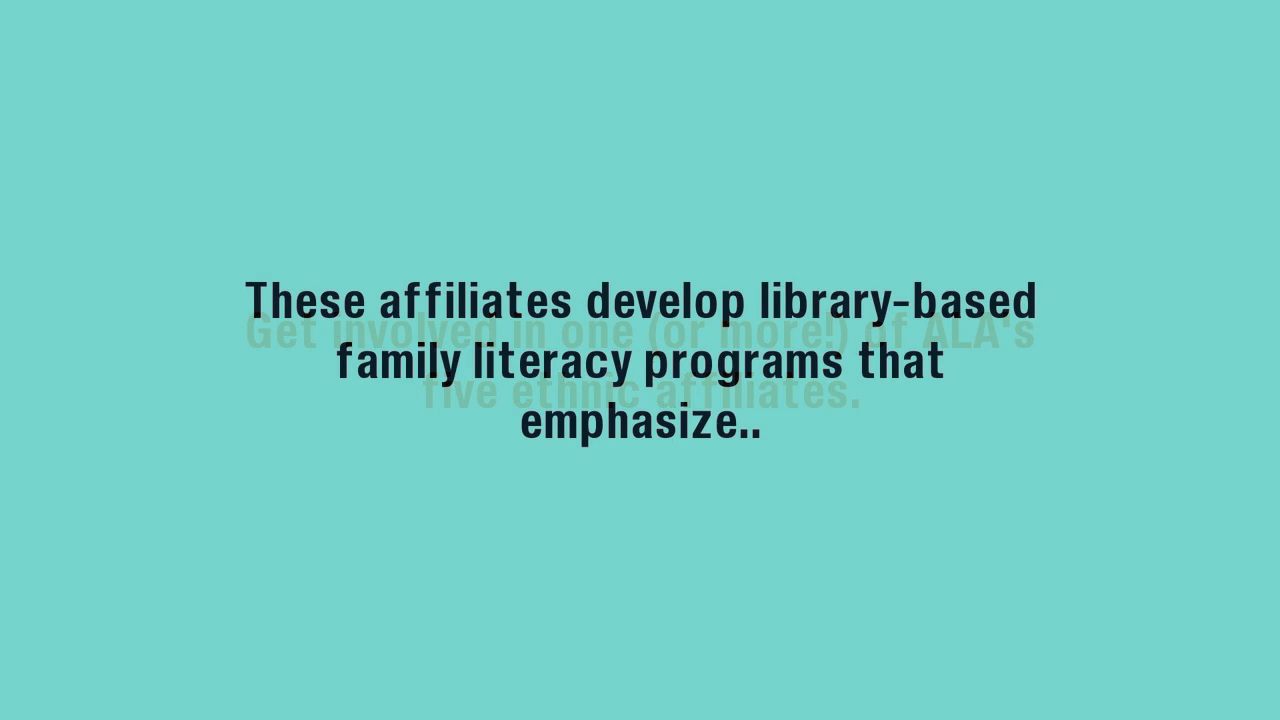 These affiliates develop library-based
Get involved in one (or more!) of ALA's
family literacy programs that
five ethnic affiliates.
emphasize..